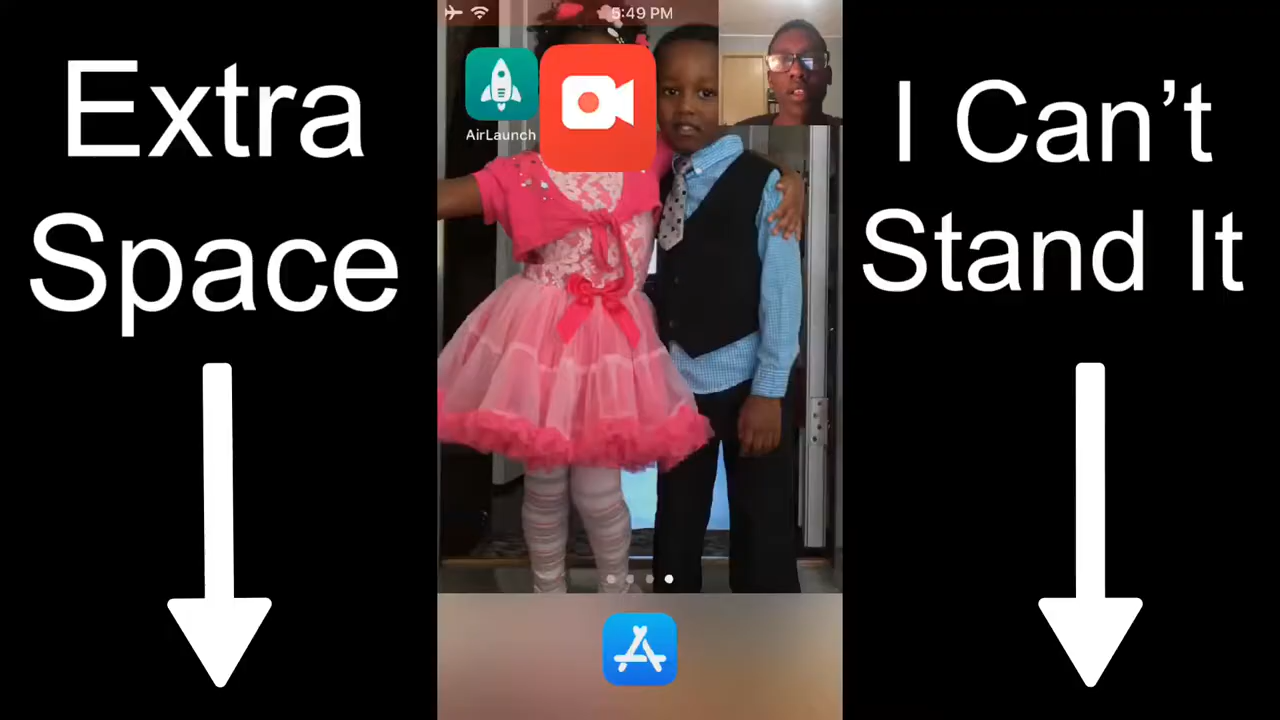 5:49 PM
AirLaunch
Extra
Space
I Can’t
Stand It